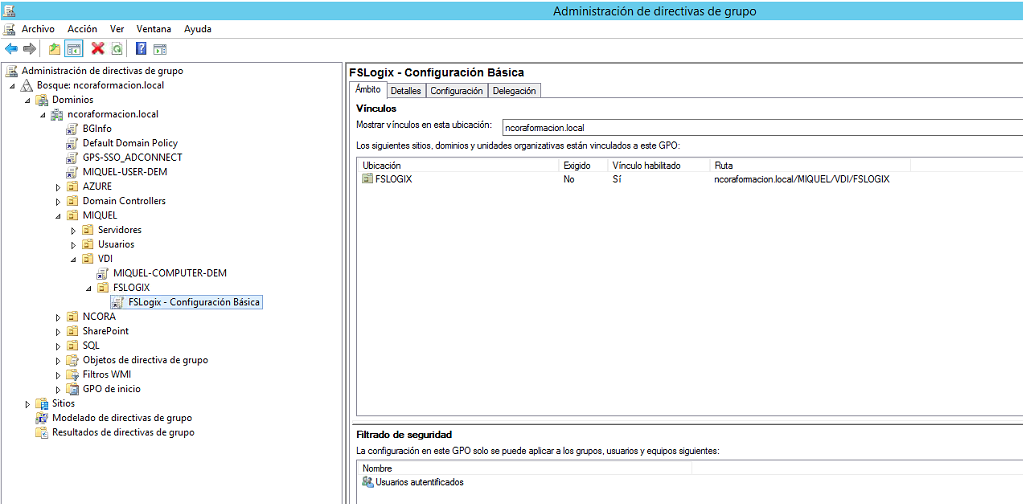 Administración de directivas de grupo
Archivo Acción Ver Ventana Ayuda
Administración de directivas de grupo
Bosque: ncoraformacion.local
Dominios
ncoraformacion.local
BGInfo
Default Domain Policy
GPS-SSO_ADCONNECT
MIQUEL-USER-DEM
AZURE
Domain Controllers
MIQUEL
Servidores
Usuarios
VDI
MIQUEL-COMPUTER-DEM
FSLOGIX
FSLogix - Configuración Básica
NCORA
SharePoint
SQL
Objetos de directiva de grupo
Filtros WMI
GPO de inicio
Sitios
Modelado de directivas de grupo
Resultados de directivas de grupo
FSLogix - Configuración Básica
Ámbito Detalles Configuración Delegación
Vínculos
Mostrar vínculos en esta ubicación: ncoraformacion.local
Los siguientes sitios, dominios y unidades organizativas están vinculados a este GPO:
Ubicación Exigido Vínculo habilitado Ruta
FSLOGIX No Sí ncoraformacion.local/MIQUEL/VDI/FSLOGIX
Filtrado de seguridad
La configuración en este GPO solo se puede aplicar a los grupos, usuarios y equipos siguientes:
Nombre
Usuarios autentificados